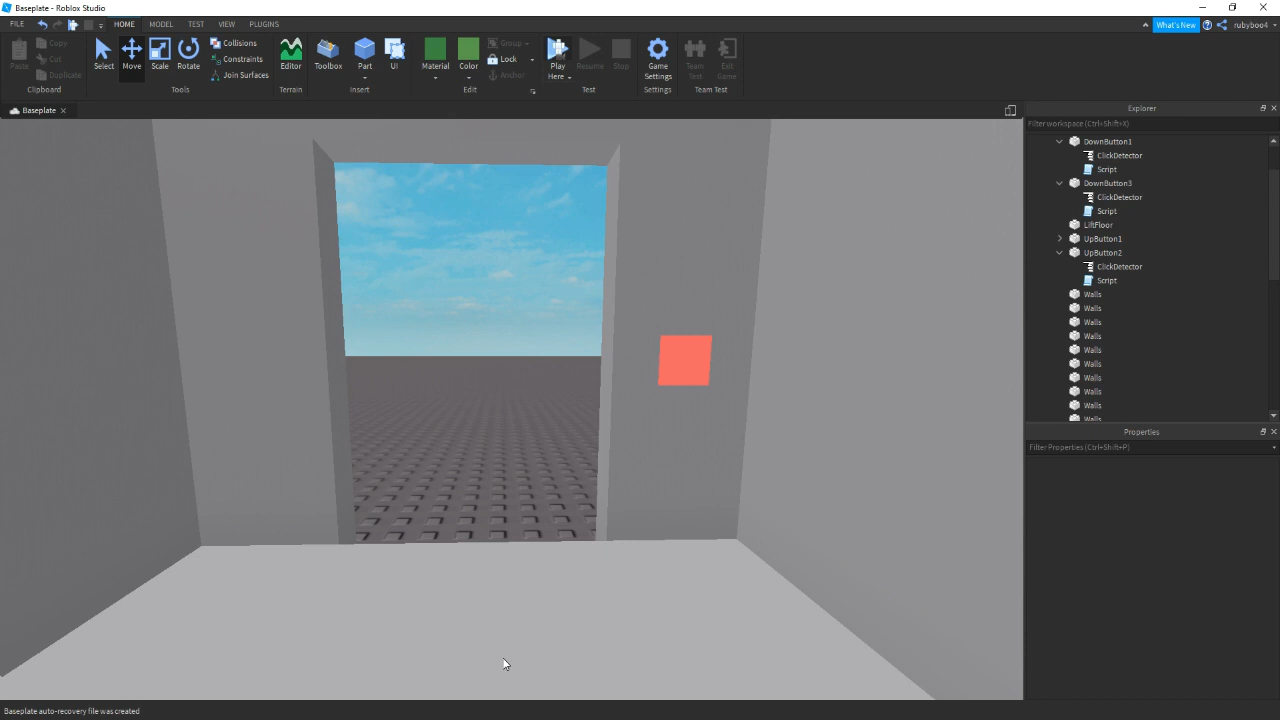 Baseplate - Roblox Studio
FILE HOME MODEL TEST VIEW PLUGINS What's New rubyboo4
Paste Copy Cut Duplicate Clipboard
Select Move Scale Rotate Collisions Constraints Join Surfaces Tools
Editor Terrain
Toolbox Part UI Insert
Material Color Group Lock Anchor Edit
Play Here Resume Stop Test
Game Settings Settings
Team Test Exit Game Team Test
Baseplate
Explorer
Filter workspace (Ctrl+Shift+X)
DownButton1
ClickDetector
Script
DownButton3
ClickDetector
Script
LiftFloor
UpButton1
UpButton2
ClickDetector
Script
Walls
Walls
Walls
Walls
Walls
Walls
Walls
Walls
Walls
Walls
Properties
Filter Properties (Ctrl+Shift+P)
Baseplate auto-recovery file was created